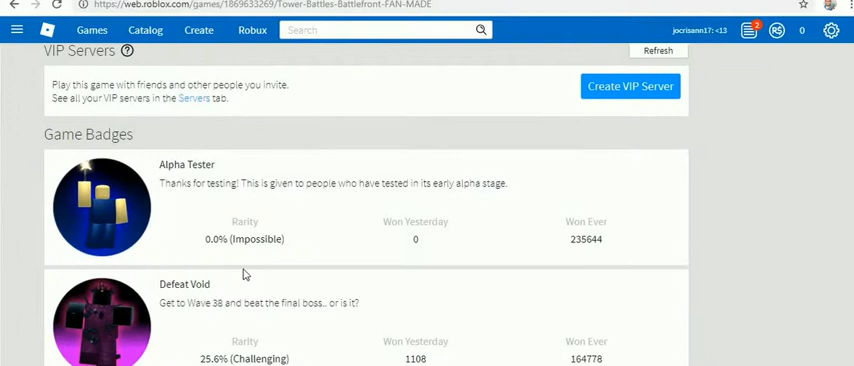 https://web.roblox.com/games/1869633269/Tower-Battles-Battlefront-FAN-MADE
Games Catalog Create Robux Search jocrisann17: <13 2 R$ 0
VIP Servers ? Refresh
Play this game with friends and other people you invite.
See all your VIP servers in the Servers tab.
Create VIP Server
Game Badges
Alpha Tester
Thanks for testing! This is given to people who have tested in its early alpha stage.
Rarity Won Yesterday Won Ever
0.0% (Impossible) 0 235644
Defeat Void
Get to Wave 38 and beat the final boss.. or is it?
Rarity Won Yesterday Won Ever
25.6% (Challenging) 1108 164778